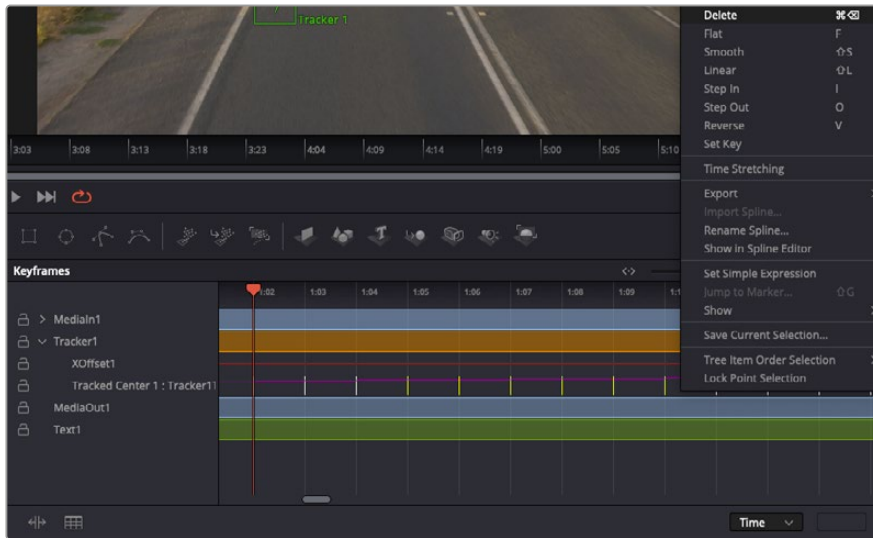 Tracker 1
Delete ⌘⌫
Flat F
Smooth ⇧S
Linear ⇧L
Step In I
Step Out O
Reverse V
Set Key
Time Stretching
Export
Import Spline...
Rename Spline...
Show in Spline Editor
Set Simple Expression
Jump to Marker... ⇧G
Show
Save Current Selection...
Tree Item Order Selection
Lock Point Selection
3:03 3:08 3:13 3:18 3:23 4:04 4:09 4:14 4:19 5:00 5:05 5:10
T
Keyframes
1:02 1:03 1:04 1:05 1:06 1:07 1:08 1:09
MediaIn1
Tracker1
XOffset1
Tracked Center 1 : Tracker11
MediaOut1
Text1
Time